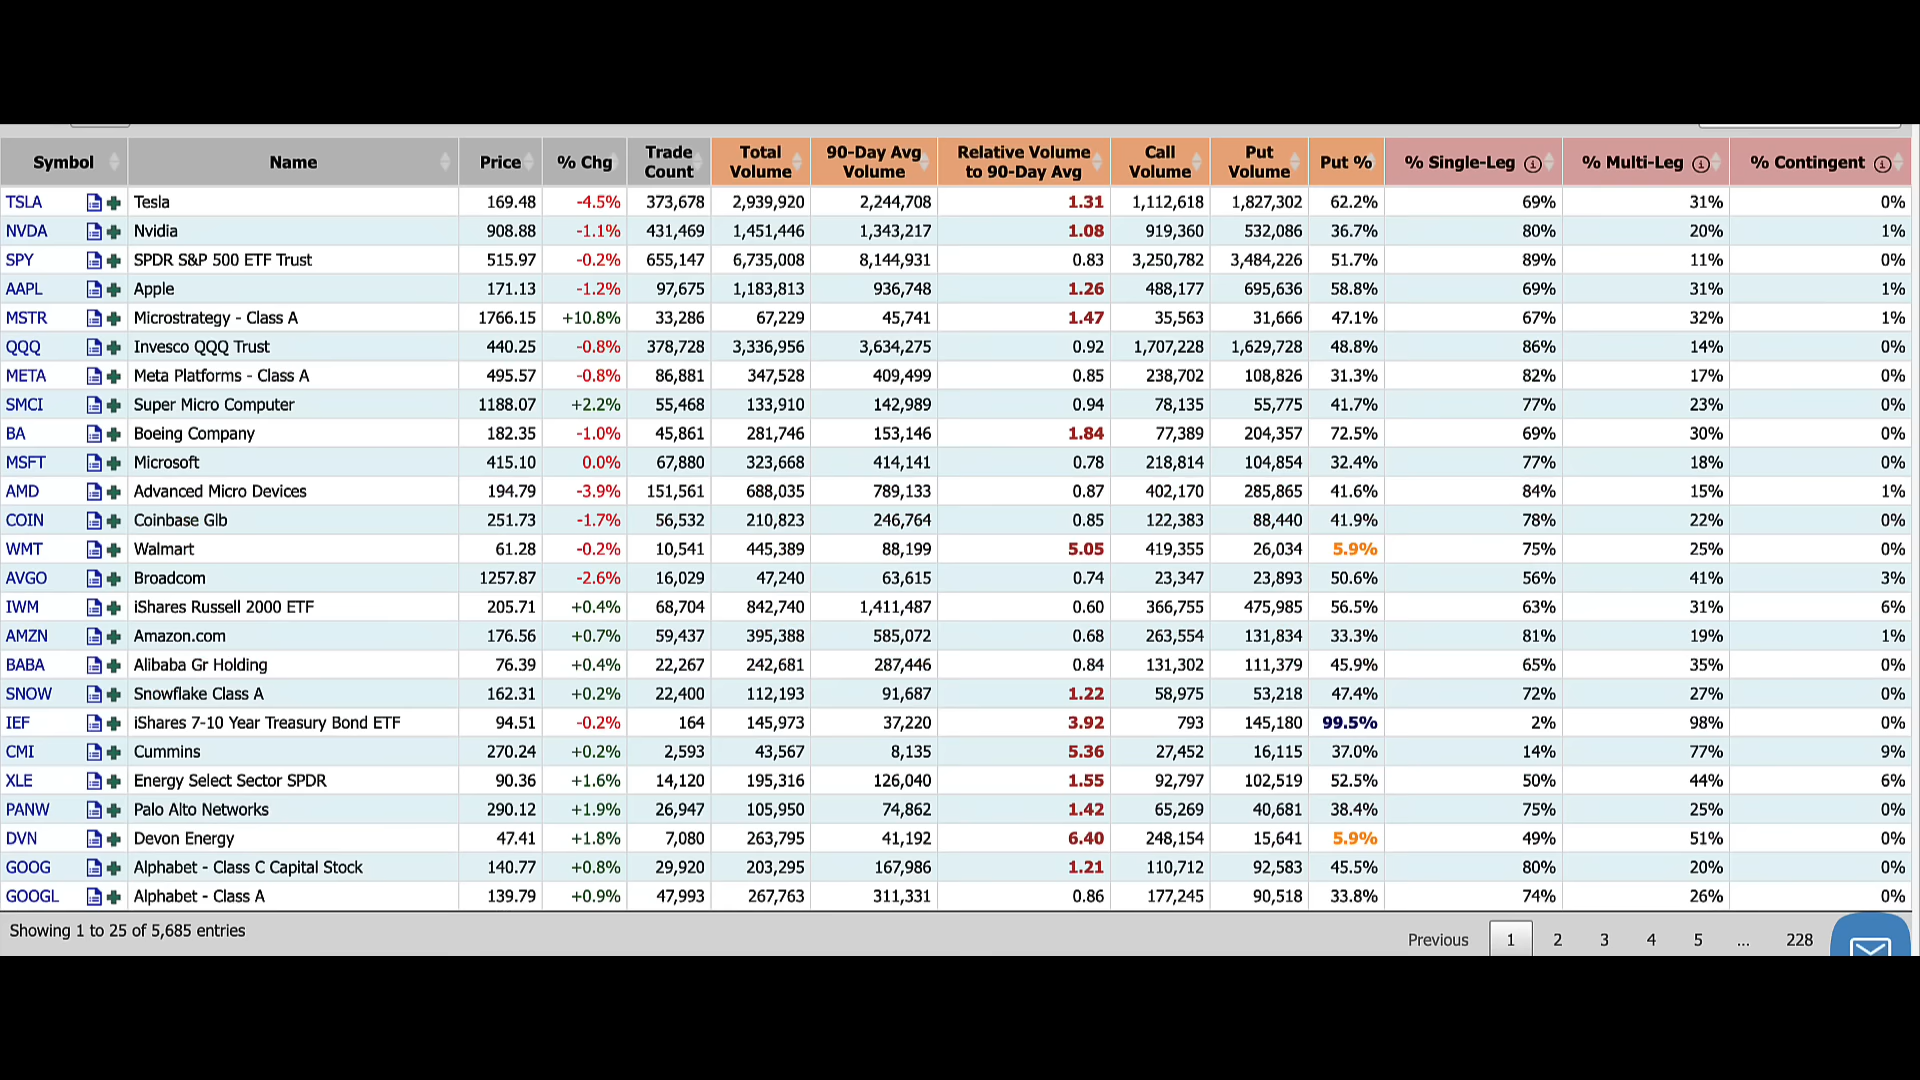 Symbol Name Price % Chg Trade Count Total Volume 90-Day Avg Volume Relative Volume to 90-Day Avg Call Volume Put Volume Put % % Single-Leg % Multi-Leg % Contingent
TSLA Tesla 169.48 -4.5% 373,678 2,939,920 2,244,708 1.31 1,112,618 1,827,302 62.2% 69% 31% 0%
NVDA Nvidia 908.88 -1.1% 431,469 1,451,446 1,343,217 1.08 919,360 532,086 36.7% 80% 20% 1%
SPY SPDR S&P 500 ETF Trust 515.97 -0.2% 655,147 6,735,008 8,144,931 0.83 3,250,782 3,484,226 51.7% 89% 11% 0%
AAPL Apple 171.13 -1.2% 97,675 1,183,813 936,748 1.26 488,177 695,636 58.8% 69% 31% 1%
MSTR Microstrategy - Class A 1766.15 +10.8% 33,286 67,229 45,741 1.47 35,563 31,666 47.1% 67% 32% 1%
QQQ Invesco QQQ Trust 440.25 -0.8% 378,728 3,336,956 3,634,275 0.92 1,707,228 1,629,728 48.8% 86% 14% 0%
META Meta Platforms - Class A 495.57 -0.8% 86,881 347,528 409,499 0.85 238,702 108,826 31.3% 82% 17% 0%
SMCI Super Micro Computer 1188.07 +2.2% 55,468 133,910 142,989 0.94 78,135 55,775 41.7% 77% 23% 0%
BA Boeing Company 182.35 -1.0% 45,861 281,746 153,146 1.84 77,389 204,357 72.5% 69% 30% 0%
MSFT Microsoft 415.10 0.0% 67,880 323,668 414,141 0.78 218,814 104,854 32.4% 77% 18% 0%
AMD Advanced Micro Devices 194.79 -3.9% 151,561 688,035 789,133 0.87 402,170 285,865 41.6% 84% 15% 1%
COIN Coinbase Glb 251.73 -1.7% 56,532 210,823 246,764 0.85 122,383 88,440 41.9% 78% 22% 0%
WMT Walmart 61.28 -0.2% 10,541 445,389 88,199 5.05 419,355 26,034 5.9% 75% 25% 0%
AVGO Broadcom 1257.87 -2.6% 16,029 47,240 63,615 0.74 23,347 23,893 50.6% 56% 41% 3%
IWM iShares Russell 2000 ETF 205.71 +0.4% 68,704 842,740 1,411,487 0.60 366,755 475,985 56.5% 63% 31% 6%
AMZN Amazon.com 176.56 +0.7% 59,437 395,388 585,072 0.68 263,554 131,834 33.3% 81% 19% 1%
BABA Alibaba Gr Holding 76.39 +0.4% 22,267 242,681 287,446 0.84 131,302 111,379 45.9% 65% 35% 0%
SNOW Snowflake Class A 162.31 +0.2% 22,400 112,193 91,687 1.22 58,975 53,218 47.4% 72% 27% 0%
IEF iShares 7-10 Year Treasury Bond ETF 94.51 -0.2% 164 145,973 37,220 3.92 793 145,180 99.5% 2% 98% 0%
CMI Cummins 270.24 +0.2% 2,593 43,567 8,135 5.36 27,452 16,115 37.0% 14% 77% 9%
XLE Energy Select Sector SPDR 90.36 +1.6% 14,120 195,316 126,040 1.55 92,797 102,519 52.5% 50% 44% 6%
PANW Palo Alto Networks 290.12 +1.9% 26,947 105,950 74,862 1.42 65,269 40,681 38.4% 75% 25% 0%
DVN Devon Energy 47.41 +1.8% 7,080 263,795 41,192 6.40 248,154 15,641 5.9% 49% 51% 0%
GOOG Alphabet - Class C Capital Stock 140.77 +0.8% 29,920 203,295 167,986 1.21 110,712 92,583 45.5% 80% 20% 0%
GOOGL Alphabet - Class A 139.79 +0.9% 47,993 267,763 311,331 0.86 177,245 90,518 33.8% 74% 26% 0%
Showing 1 to 25 of 5,685 entries
Previous 1 2 3 4 5 ... 228